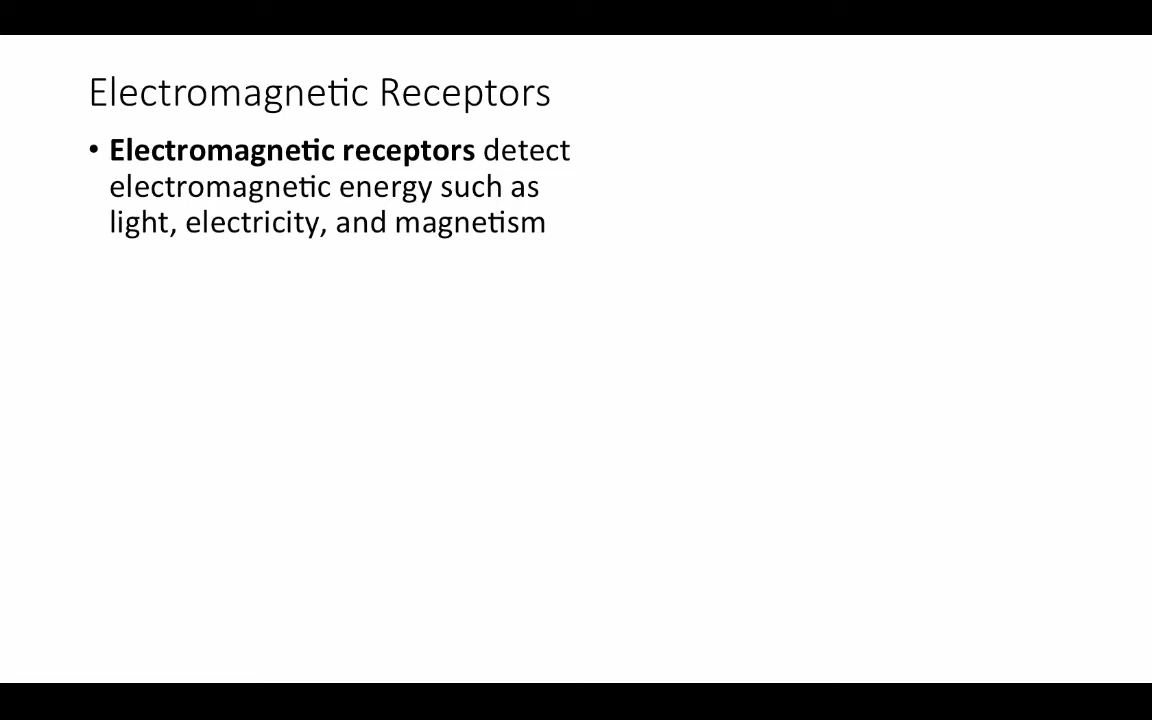 Electromagnetic Receptors
• Electromagnetic receptors detect
electromagnetic energy such as
light, electricity, and magnetism